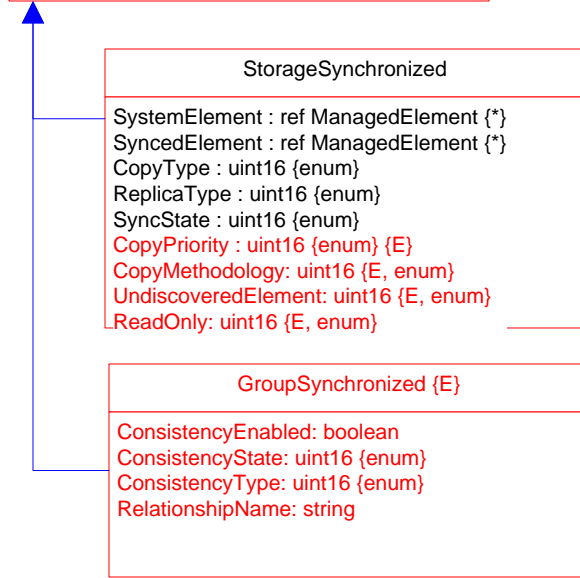 StorageSynchronized
SystemElement : ref ManagedElement {*}
SyncedElement : ref ManagedElement {*}
CopyType : uint16 {enum}
ReplicaType : uint16 {enum}
SyncState : uint16 {enum}
CopyPriority : uint16 {enum} {E}
CopyMethodology: uint16 {E, enum}
UndiscoveredElement: uint16 {E, enum}
ReadOnly: uint16 {E, enum}
GroupSynchronized {E}
ConsistencyEnabled: boolean
ConsistencyState: uint16 {enum}
ConsistencyType: uint16 {enum}
RelationshipName: string